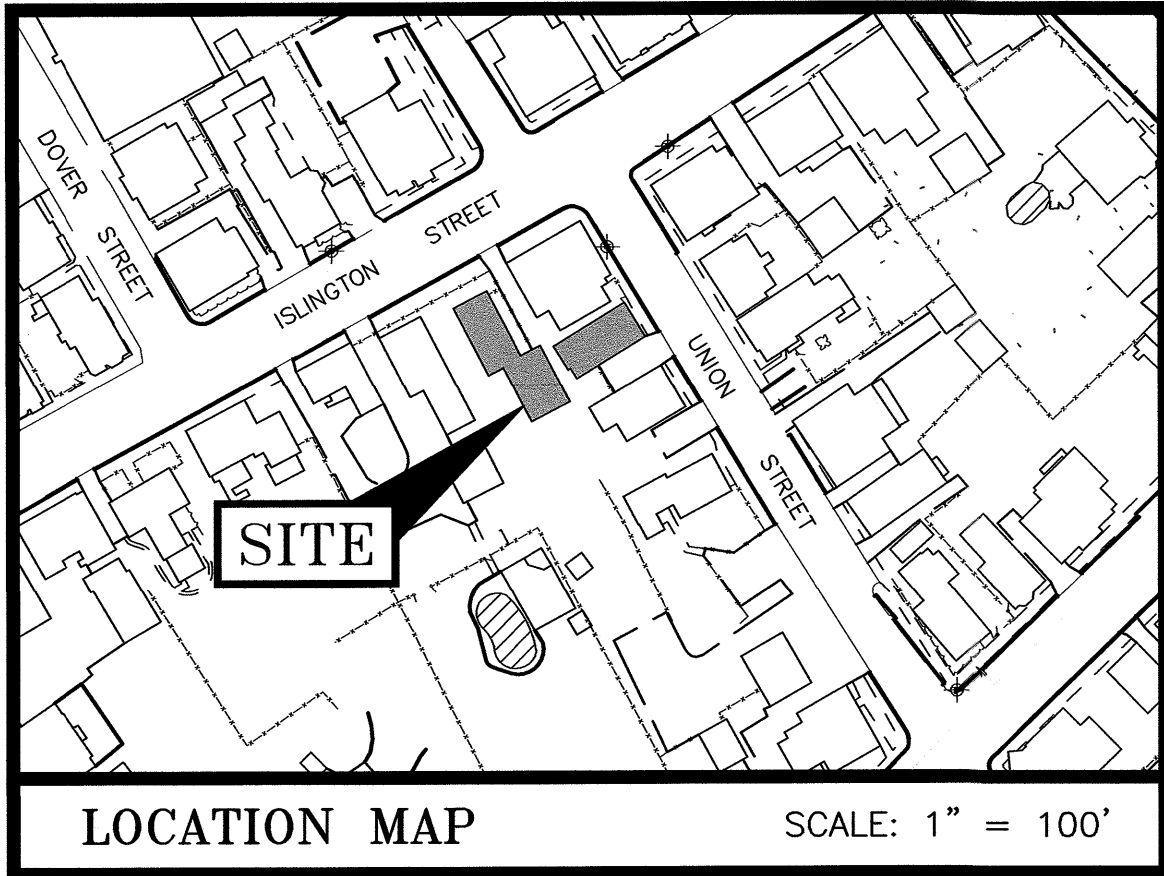 DOVER
STREET
ISLINGTON
STREET
UNION
STREET
SITE
LOCATION MAP
SCALE: 1" = 100'